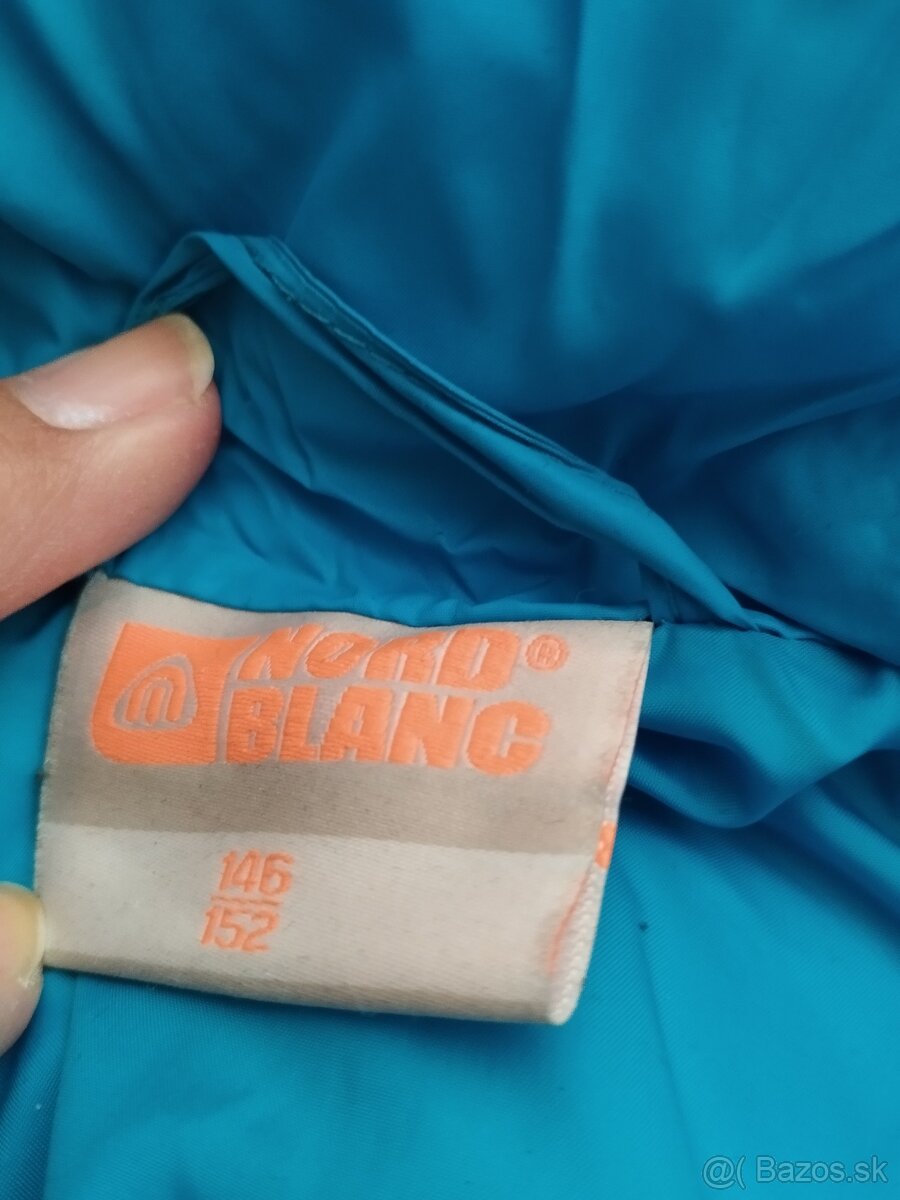 NORD®
BLANC
146
152
@( Bazos.sk